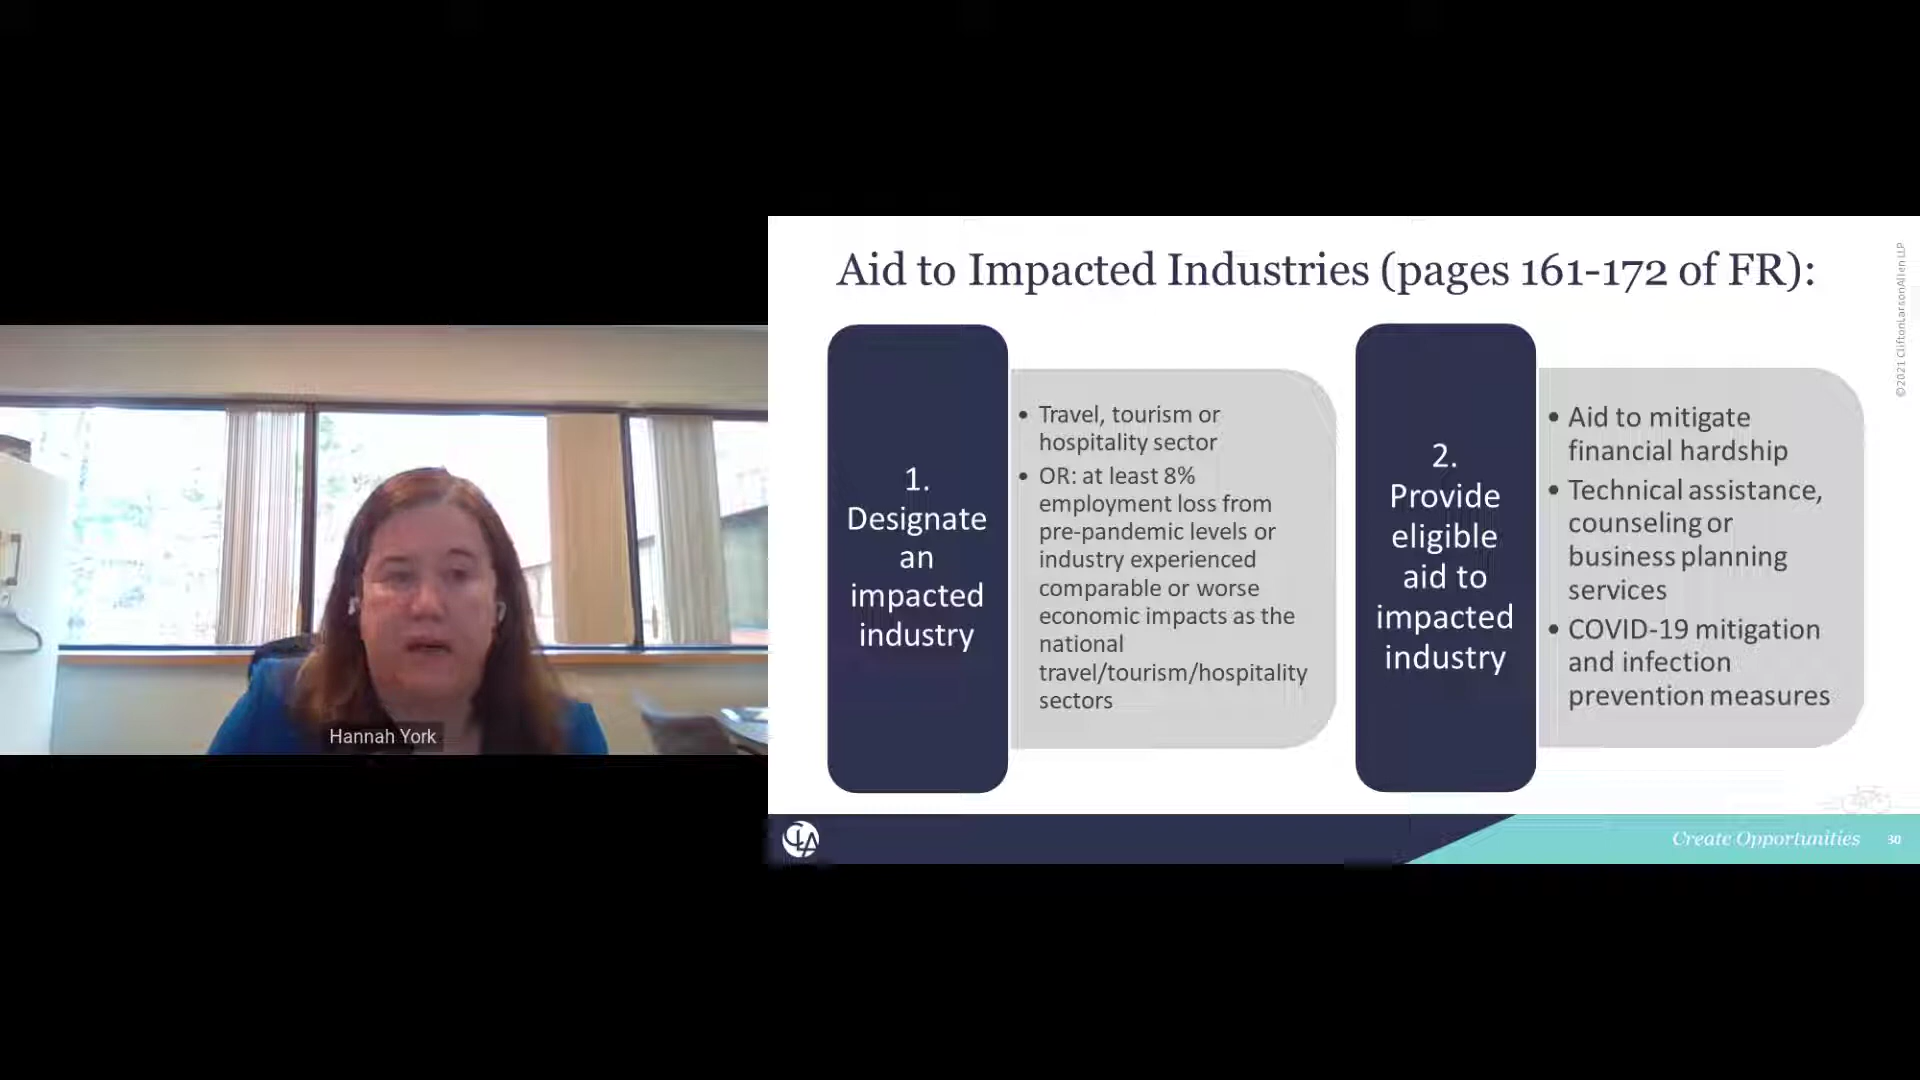 Aid to Impacted Industries (pages 161-172 of FR):
1.
Designate
an
impacted
industry
• Travel, tourism or
hospitality sector
• OR: at least 8%
employment loss from
pre-pandemic levels or
industry experienced
comparable or worse
economic impacts as the
national
travel/tourism/hospitality
sectors
2.
Provide
eligible
aid to
impacted
industry
• Aid to mitigate
financial hardship
• Technical assistance,
counseling or
business planning
services
• COVID-19 mitigation
and infection
prevention measures
©2021 CliftonLarsonAllen LLP
Hannah York
CLA
Create Opportunities
30